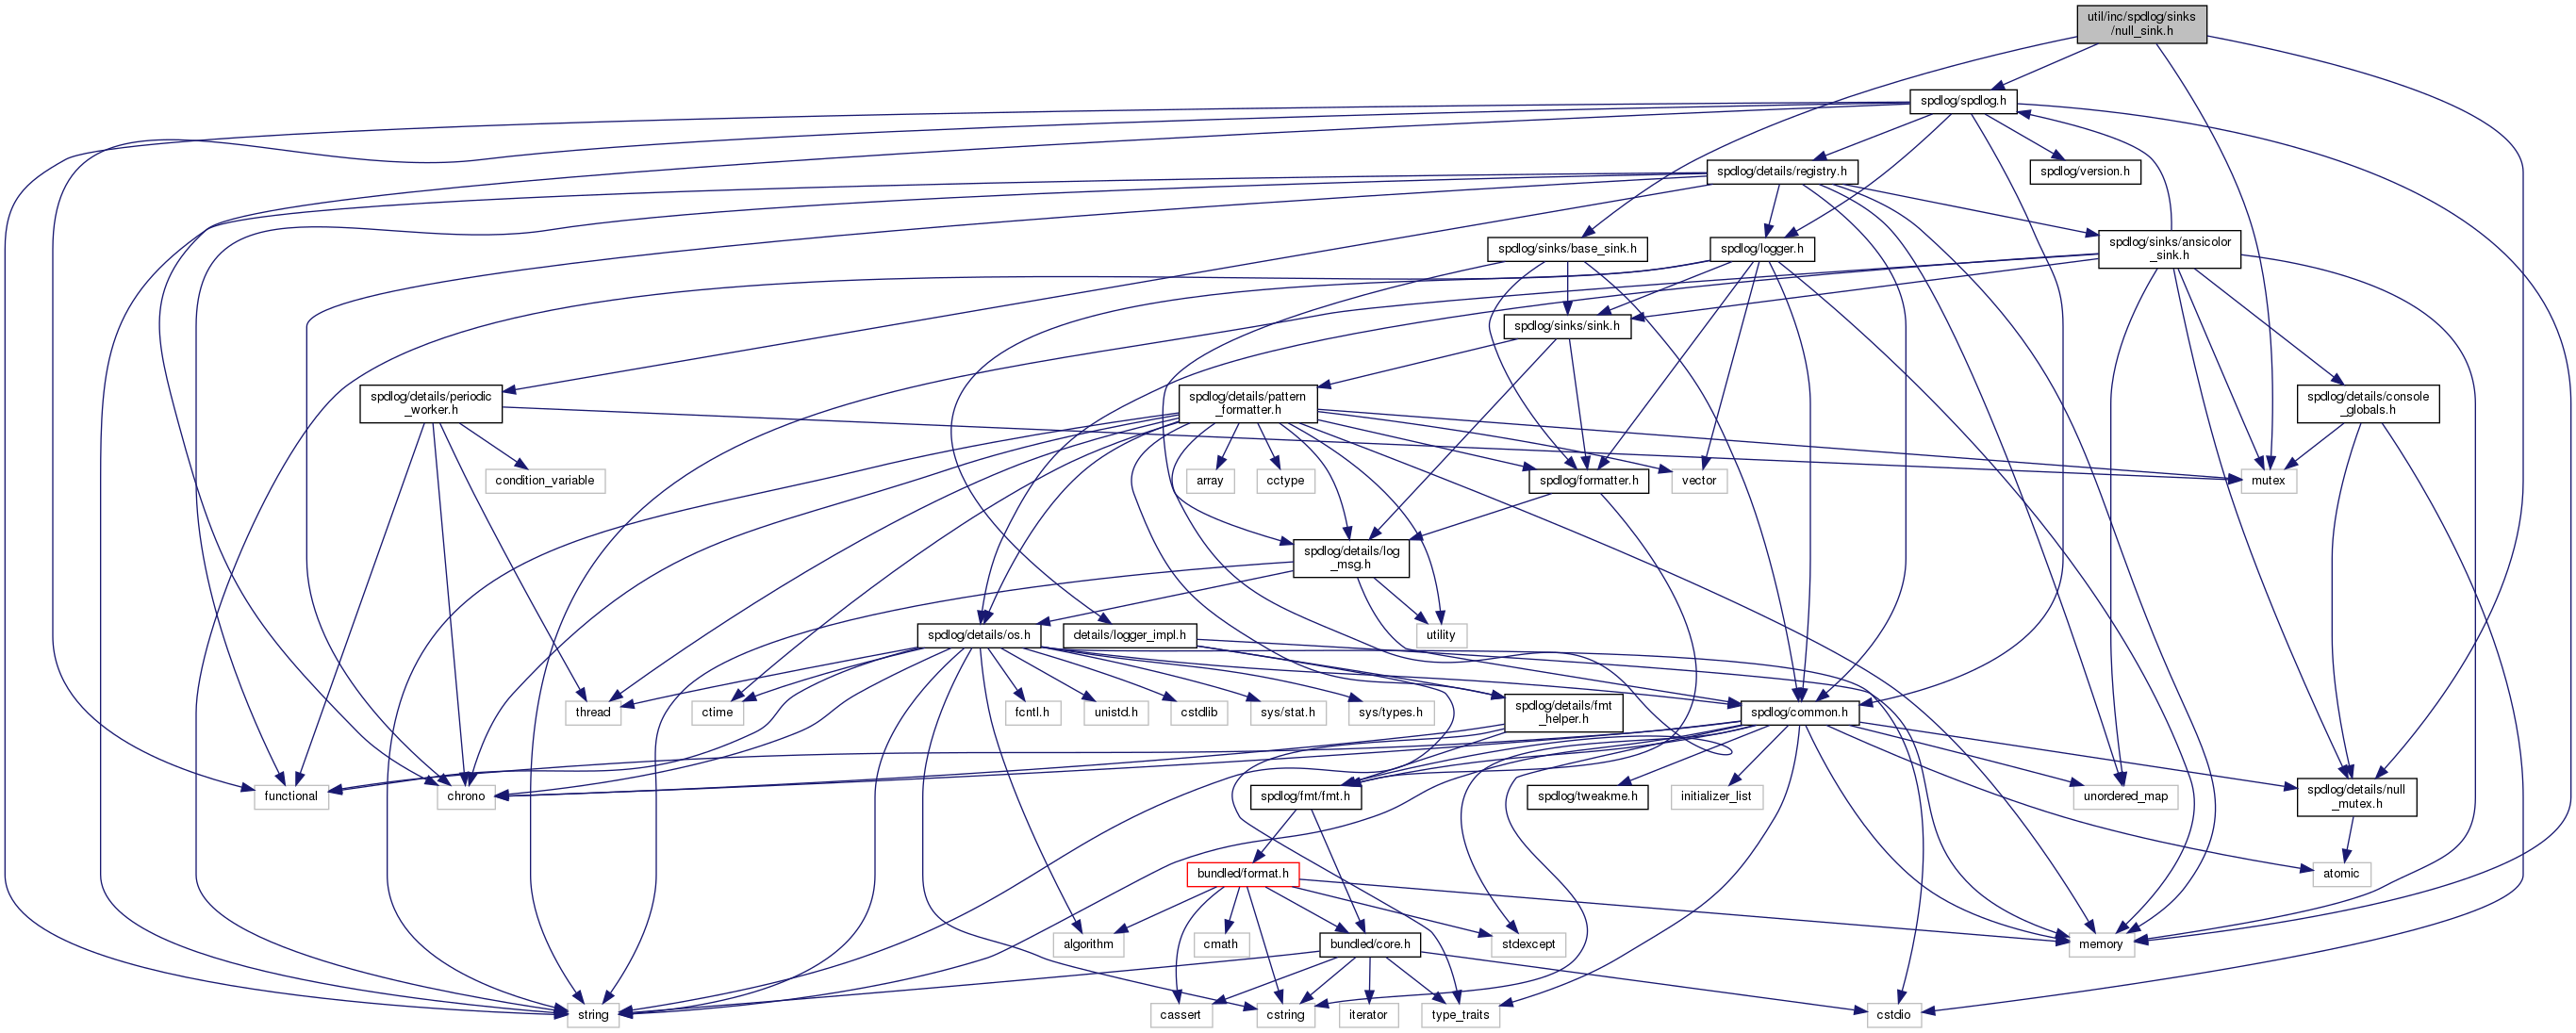 util/inc/spdlog/sinks
/null_sink.h
spdlog/spdlog.h
spdlog/details/registry.h
spdlog/version.h
spdlog/sinks/base_sink.h
spdlog/logger.h
spdlog/sinks/ansicolor
_sink.h
spdlog/sinks/sink.h
spdlog/details/periodic
_worker.h
spdlog/details/pattern
_formatter.h
spdlog/details/console
_globals.h
condition_variable
array
cctype
spdlog/formatter.h
vector
mutex
spdlog/details/log
_msg.h
spdlog/details/os.h
details/logger_impl.h
utility
thread
ctime
fcntl.h
unistd.h
cstdlib
sys/stat.h
sys/types.h
spdlog/details/fmt
_helper.h
spdlog/common.h
functional
chrono
spdlog/fmt/fmt.h
spdlog/tweakme.h
initializer_list
unordered_map
spdlog/details/null
_mutex.h
bundled/format.h
atomic
algorithm
cmath
bundled/core.h
stdexcept
memory
string
cassert
cstring
iterator
type_traits
cstdio